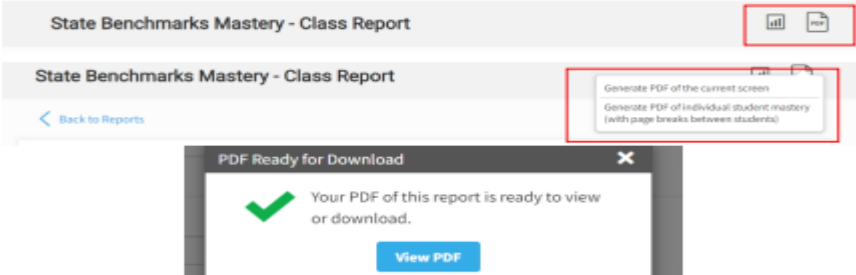 State Benchmarks Mastery - Class Report
PDF
State Benchmarks Mastery - Class Report
Generate PDF of the current screen
Generate PDF of individual student mastery
(with page breaks between students)
Back to Reports
PDF Ready for Download
Your PDF of this report is ready to view
or download.
View PDF